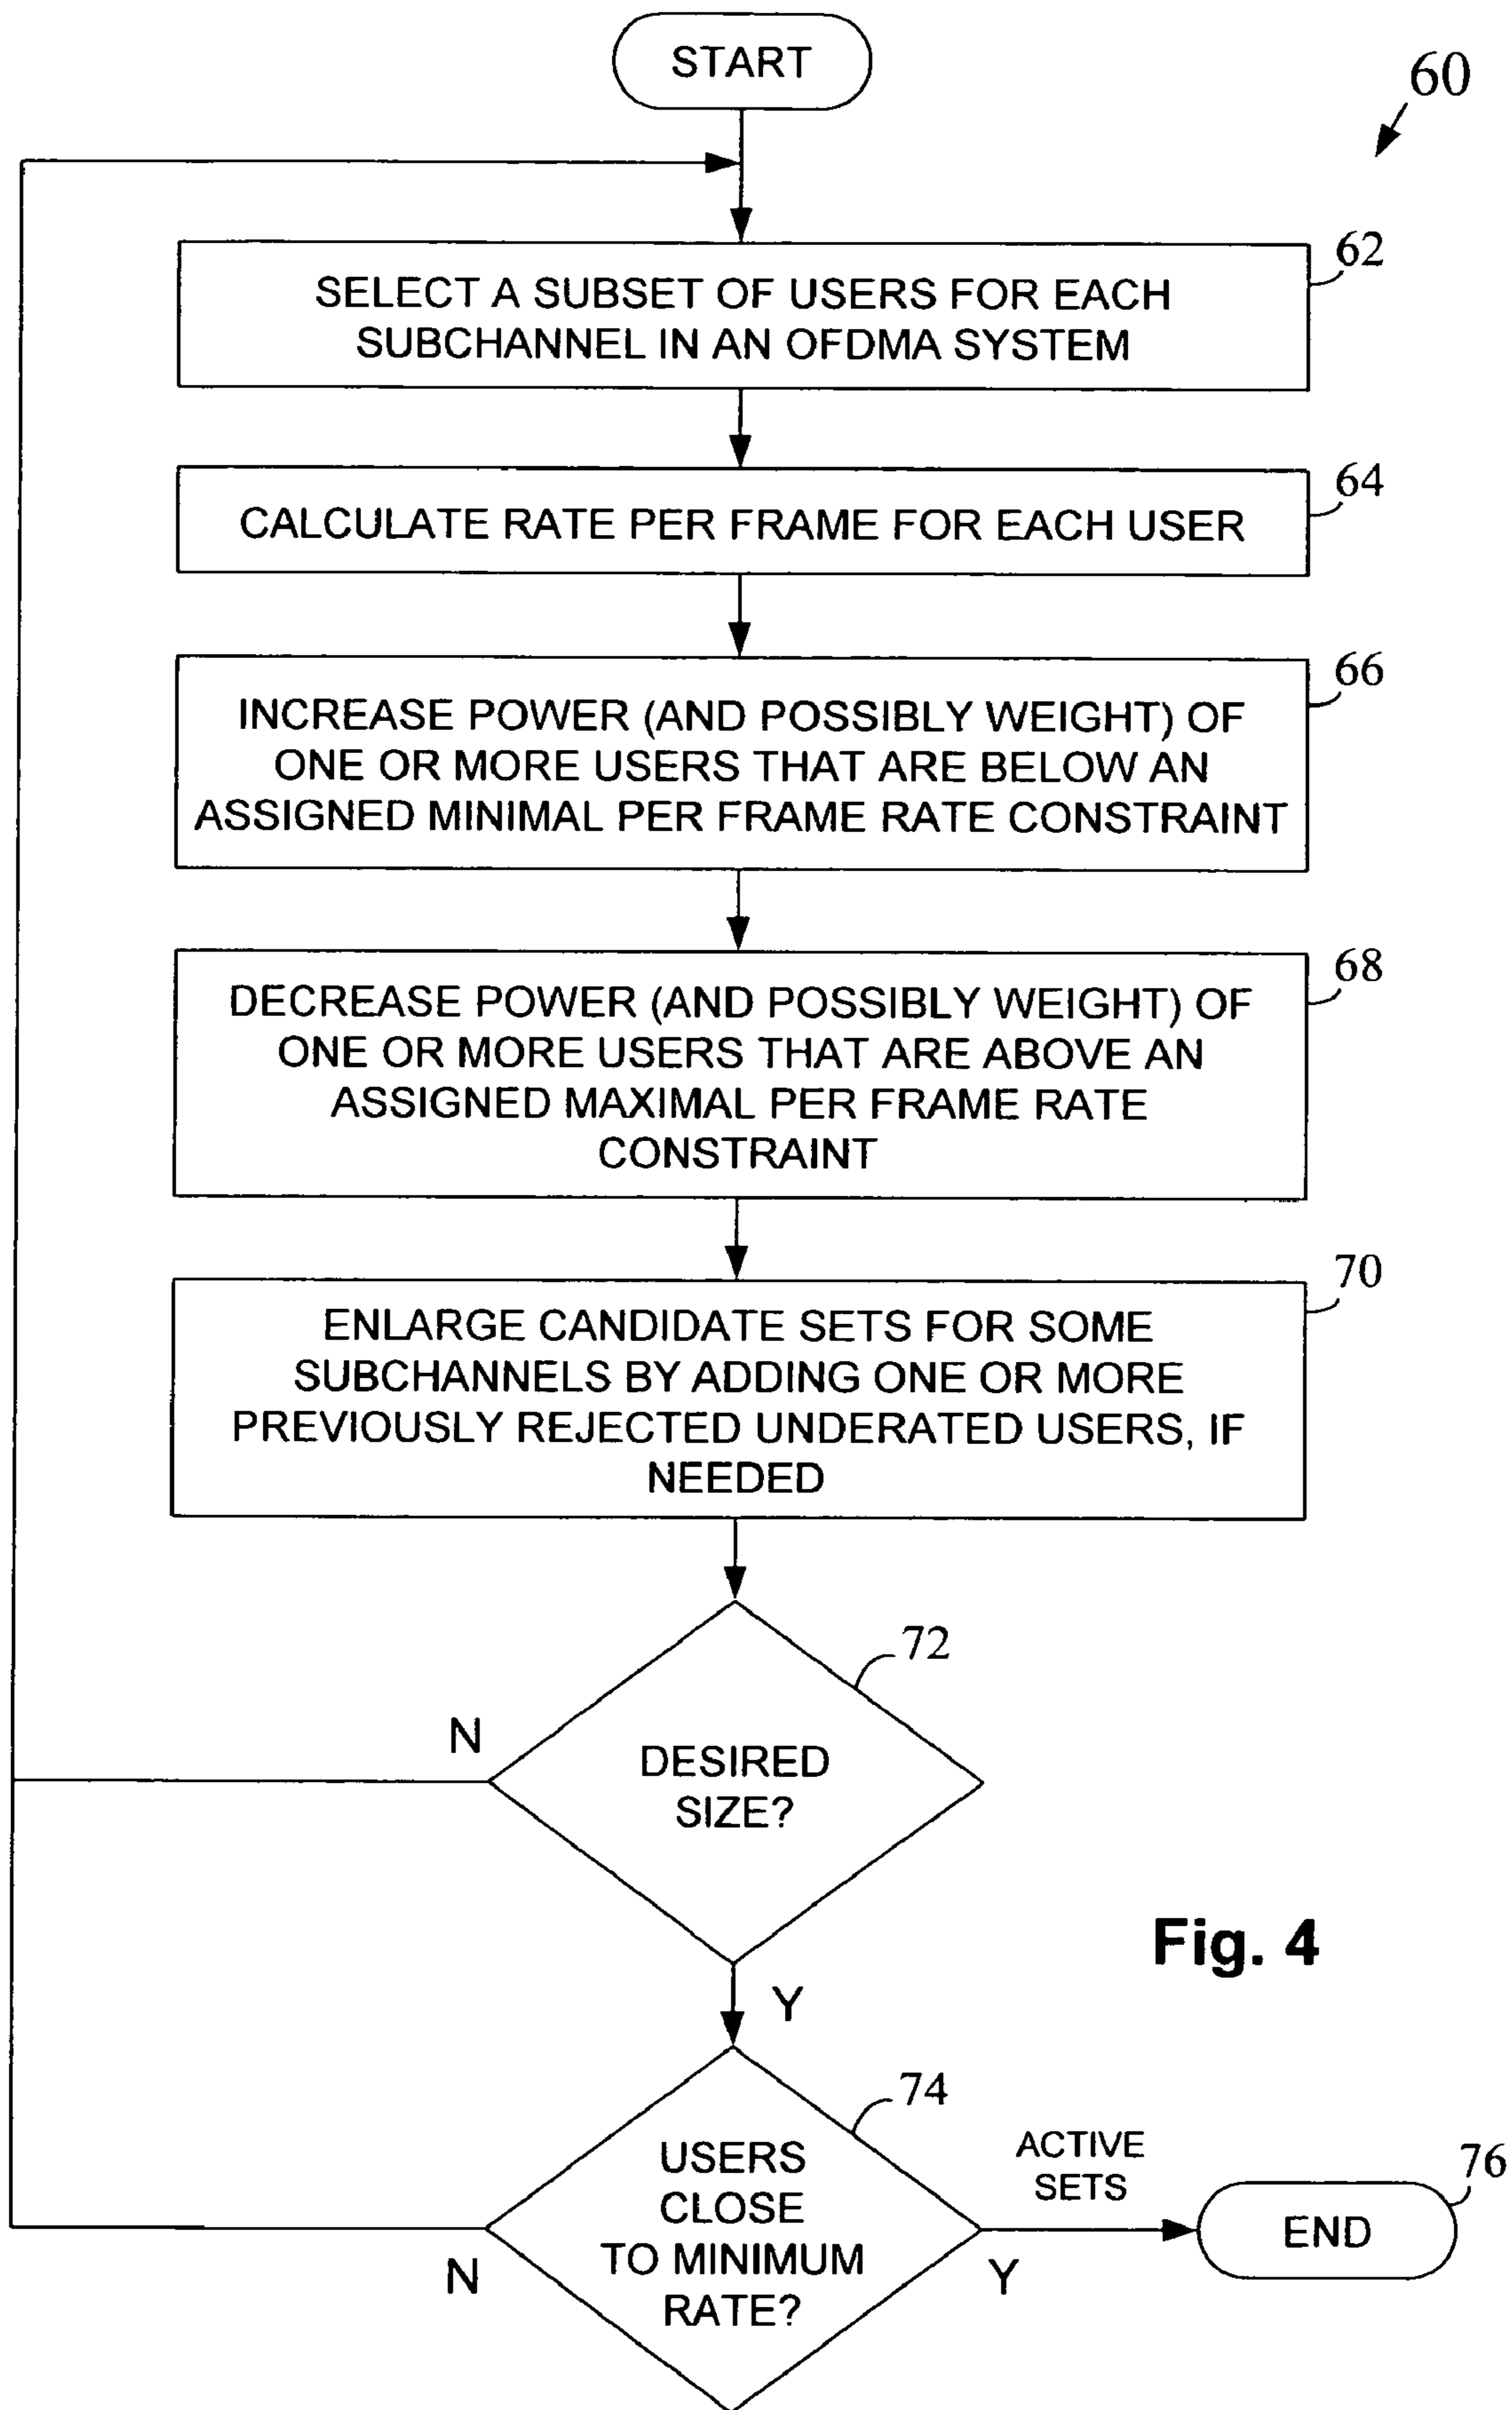 START
60
62
SELECT A SUBSET OF USERS FOR EACH
SUBCHANNEL IN AN OFDMA SYSTEM
64
CALCULATE RATE PER FRAME FOR EACH USER
66
INCREASE POWER (AND POSSIBLY WEIGHT) OF
ONE OR MORE USERS THAT ARE BELOW AN
ASSIGNED MINIMAL PER FRAME RATE CONSTRAINT
68
DECREASE POWER (AND POSSIBLY WEIGHT) OF
ONE OR MORE USERS THAT ARE ABOVE AN
ASSIGNED MAXIMAL PER FRAME RATE
CONSTRAINT
70
ENLARGE CANDIDATE SETS FOR SOME
SUBCHANNELS BY ADDING ONE OR MORE
PREVIOUSLY REJECTED UNDERATED USERS, IF
NEEDED
72
N
DESIRED
SIZE?
Fig. 4
Y
74
USERS
CLOSE
TO MINIMUM
RATE?
N
Y
ACTIVE
SETS
76
END